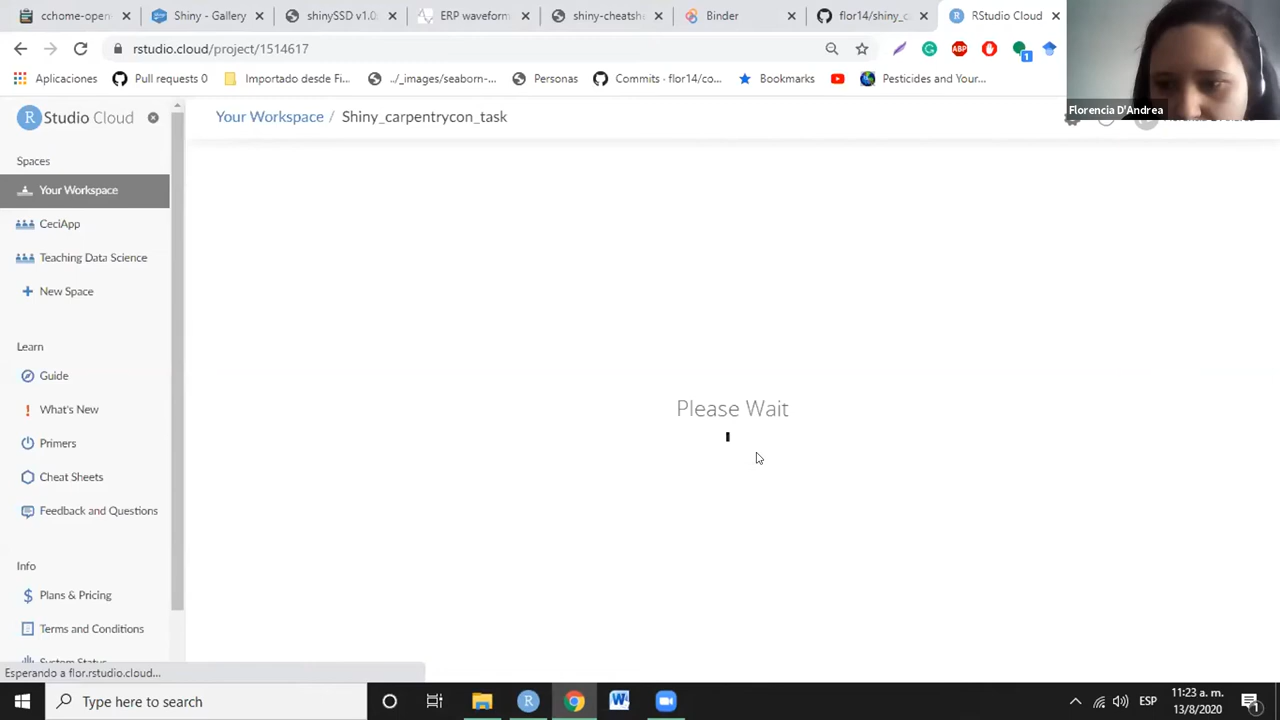 cchome-open
Shiny - Gallery
shinySSD v1.0
ERP waveform
shiny-cheatshe
Binder
flor14/shiny_c
RStudio Cloud
rstudio.cloud/project/1514617
Aplicaciones
Pull requests 0
Importado desde Fi...
../_images/seaborn-...
Personas
Commits · flor14/co...
Bookmarks
Pesticides and Your...
Florencia D'Andrea
R Studio Cloud
Your Workspace / Shiny_carpentrycon_task
Spaces
Your Workspace
CeciApp
Teaching Data Science
New Space
Learn
Guide
What's New
Primers
Cheat Sheets
Feedback and Questions
Info
Plans & Pricing
Terms and Conditions
System Status
Please Wait
Esperando a flor.rstudio.cloud...
Type here to search
ESP
11:23 a. m.
13/8/2020